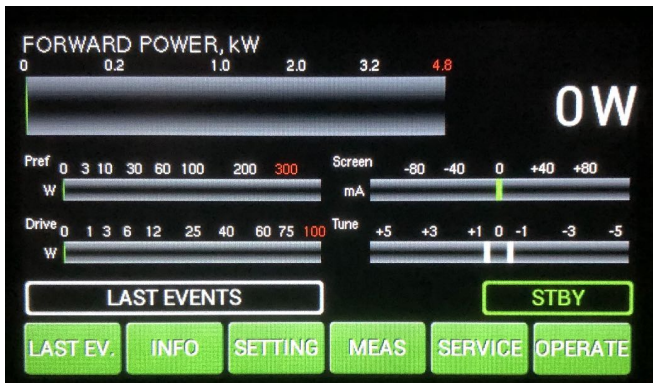 FORWARD POWER, kW
0 0.2 1.0 2.0 3.2 4.8
0W
Pref 0 3 10 30 60 100 200 300
W
Screen -80 -40 0 +40 +80
mA
Drive 0 1 3 6 12 25 40 60 75 100
W
Tune +5 +3 +1 0 -1 -3 -5
LAST EVENTS
STBY
LAST EV. INFO SETTING MEAS SERVICE OPERATE